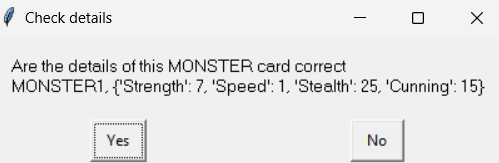 Check details
Are the details of this MONSTER card correct
MONSTER1, {'Strength': 7, 'Speed': 1, 'Stealth': 25, 'Cunning': 15}
Yes
No